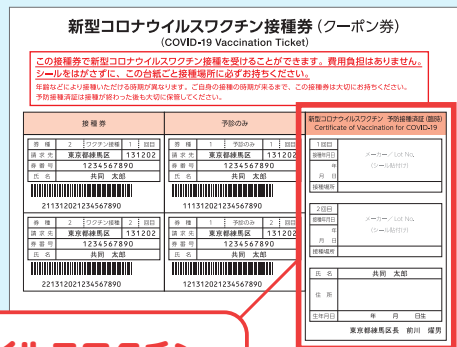 新型コロナウイルスワクチン接種券(クーポン券)
(COVID-19 Vaccination Ticket)
この接種券で新型コロナウイルスワクチン接種を受けることができます。費用負担はありません。
シールをはがさずに、この台紙ごと接種場所に必ずお持ちください。
年齢などにより接種いただける時期が異なります。ご自身の接種の時期が来るまで、この接種券は大切にお持ちください。
予防接種済証は接種が終わった後も大切に保管してください。
接種券
券種 2 ワクチン接種 1 回目
請求先 東京都練馬区 131202
券番号 1234567890
氏名 共同 太郎
211312021234567890
券種 2 ワクチン接種 2 回目
請求先 東京都練馬区 131202
券番号 1234567890
氏名 共同 太郎
221312021234567890
予診のみ
券種 1 予診のみ 1 回目
請求先 東京都練馬区 131202
券番号 1234567890
氏名 共同 太郎
111312021234567890
券種 1 予診のみ 2 回目
請求先 東京都練馬区 131202
券番号 1234567890
氏名 共同 太郎
121312021234567890
新型コロナウイルスワクチン 予防接種済証(臨時)
Certificate of Vaccination for COVID-19
1回目
接種年月日
メーカー/Lot No.
(シール貼付け)
年
月 日
接種場所
2回目
接種年月日
メーカー/Lot No.
(シール貼付け)
年
月 日
接種場所
氏名 共同 太郎
住所
生年月日 年 月 日生
東京都練馬区長 前川 燿男